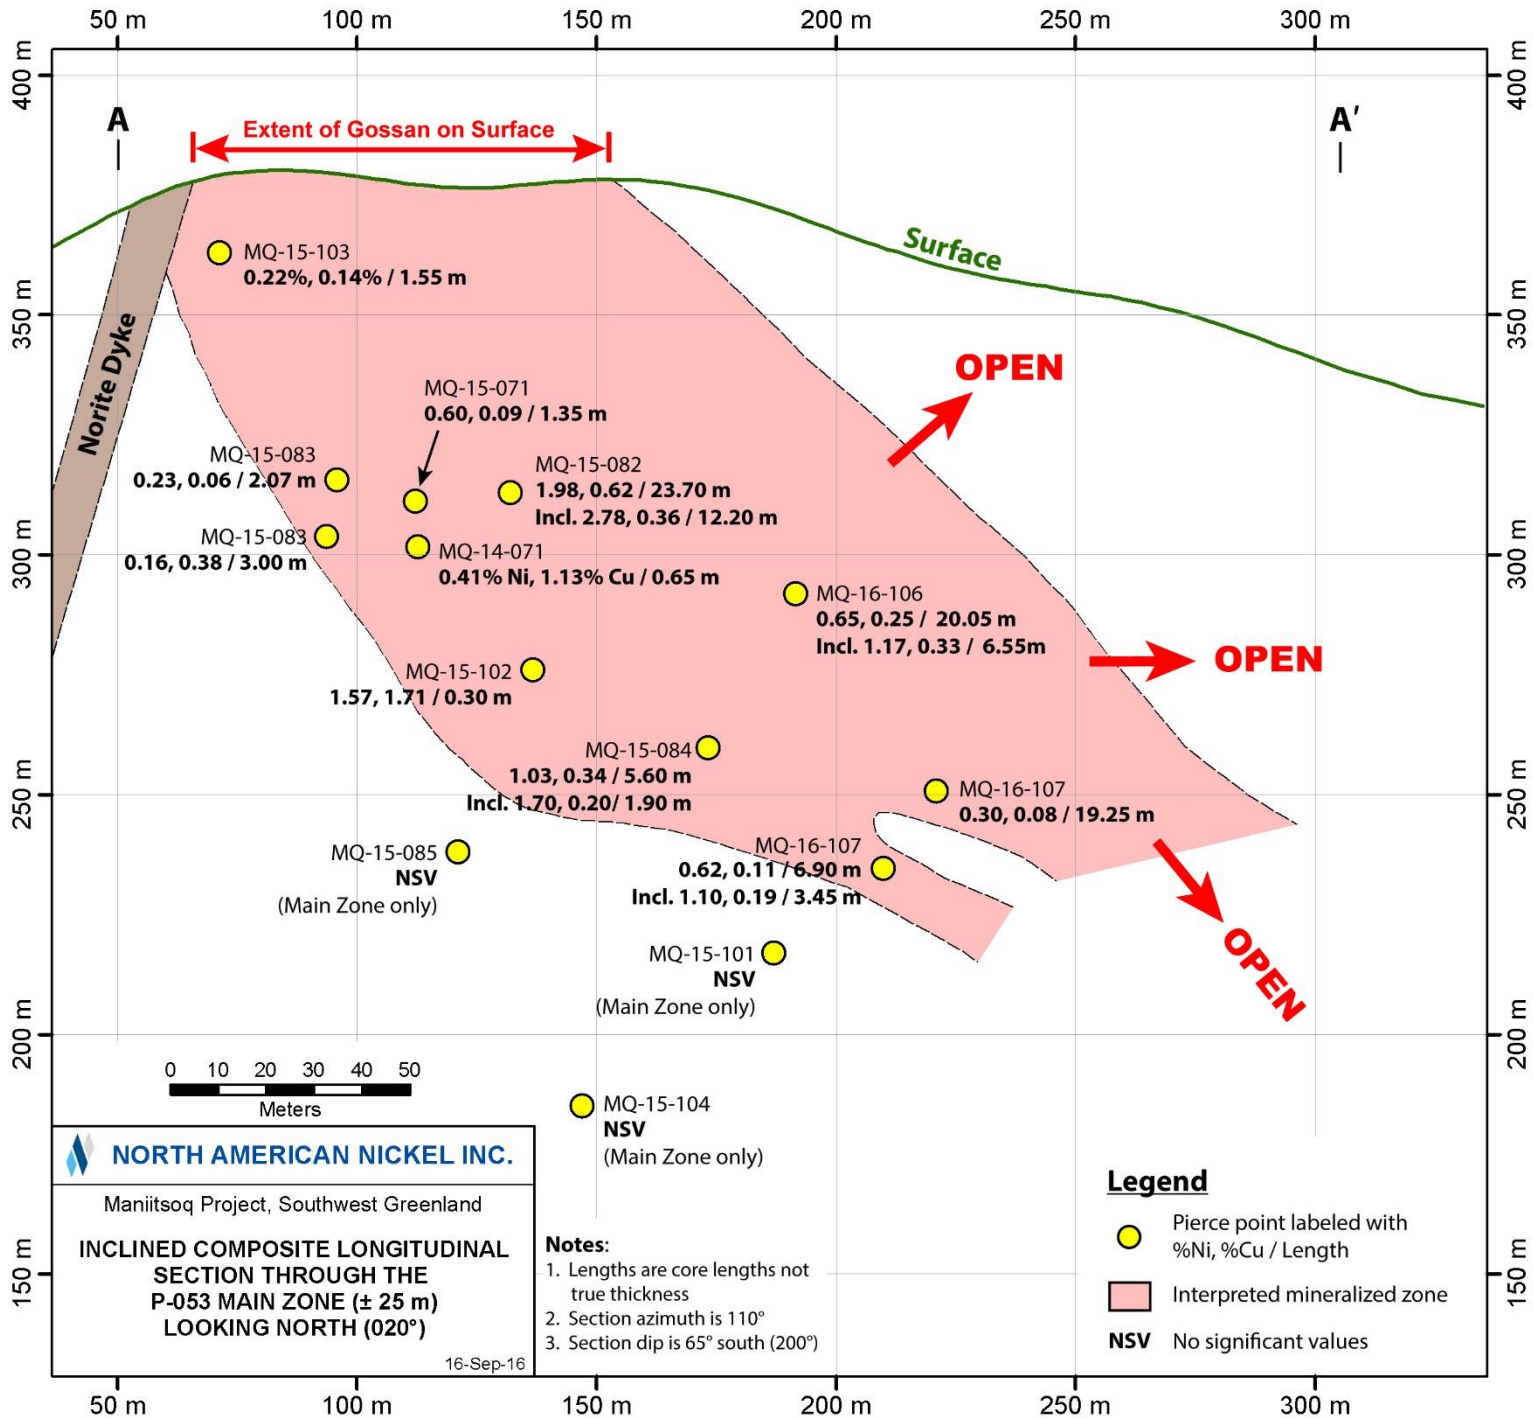 50 m 100 m 150 m 200 m 250 m 300 m
400 m
400 m
A
Extent of Gossan on Surface
A′
Surface
MQ-15-103
0.22%, 0.14% / 1.55 m
350 m
350 m
Norite Dyke
OPEN
MQ-15-071
0.60, 0.09 / 1.35 m
MQ-15-083
0.23, 0.06 / 2.07 m
MQ-15-082
1.98, 0.62 / 23.70 m
Incl. 2.78, 0.36 / 12.20 m
MQ-15-083
0.16, 0.38 / 3.00 m
MQ-14-071
0.41% Ni, 1.13% Cu / 0.65 m
300 m
300 m
MQ-16-106
0.65, 0.25 / 20.05 m
Incl. 1.17, 0.33 / 6.55m
OPEN
MQ-15-102
1.57, 1.71 / 0.30 m
MQ-15-084
1.03, 0.34 / 5.60 m
Incl. 1.70, 0.20/ 1.90 m
250 m
250 m
MQ-16-107
0.30, 0.08 / 19.25 m
MQ-15-085
NSV
(Main Zone only)
MQ-16-107
0.62, 0.11 / 6.90 m
Incl. 1.10, 0.19 / 3.45 m
OPEN
MQ-15-101
NSV
(Main Zone only)
200 m
200 m
0 10 20 30 40 50
Meters
MQ-15-104
NSV
(Main Zone only)
NORTH AMERICAN NICKEL INC.
Maniitsoq Project, Southwest Greenland
INCLINED COMPOSITE LONGITUDINAL
SECTION THROUGH THE
P-053 MAIN ZONE (± 25 m)
LOOKING NORTH (020°)
16-Sep-16
Notes:
1. Lengths are core lengths not
true thickness
2. Section azimuth is 110°
3. Section dip is 65° south (200°)
Legend
Pierce point labeled with
%Ni, %Cu / Length
Interpreted mineralized zone
NSV No significant values
150 m
150 m
50 m 100 m 150 m 200 m 250 m 300 m